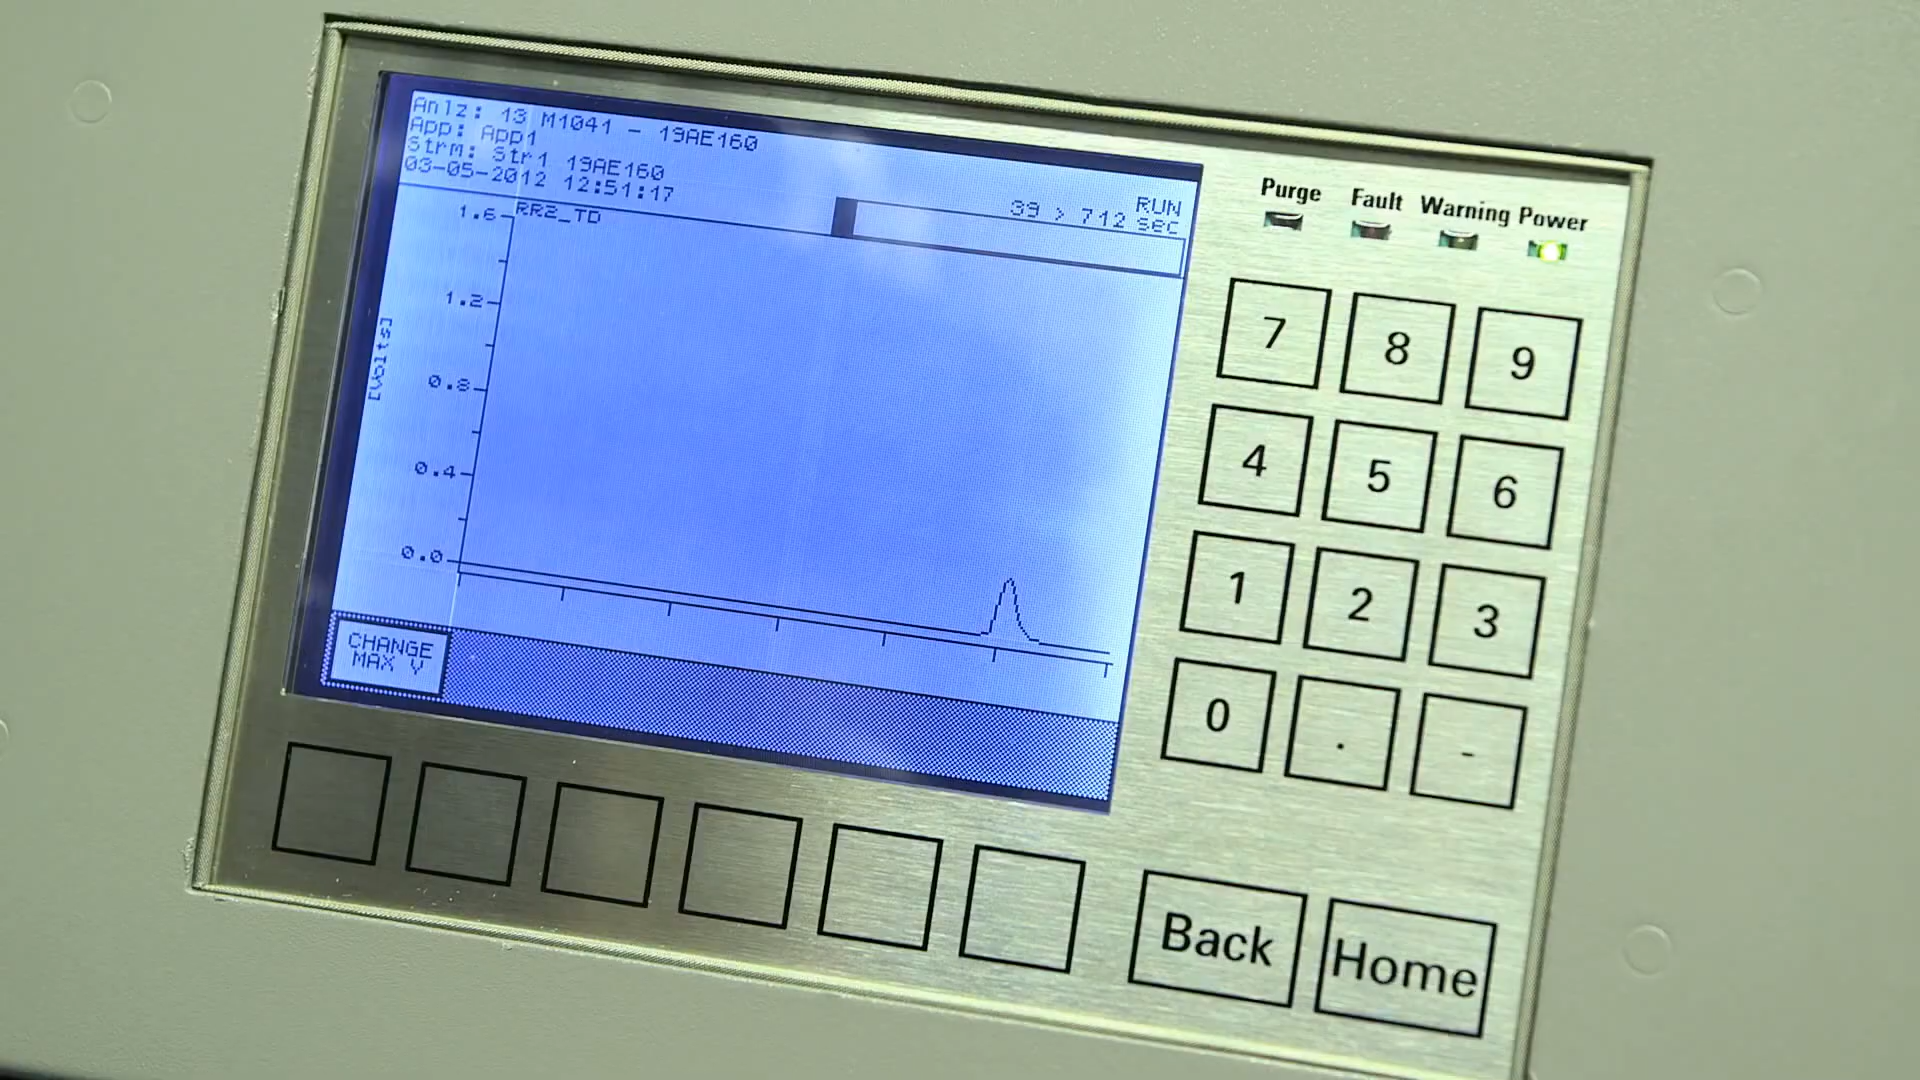 Anlz: 13 M1041 - 19AE160
App: App1
Strm: Str1 19AE160
03-05-2012 12:51:17
RUN
39 > 712 sec
RR2_TD
1.6
1.2
0.8
0.4
0.0
[Volts]
CHANGE
MAX Y
Purge Fault Warning Power
7 8 9
4 5 6
1 2 3
0 . -
Back Home